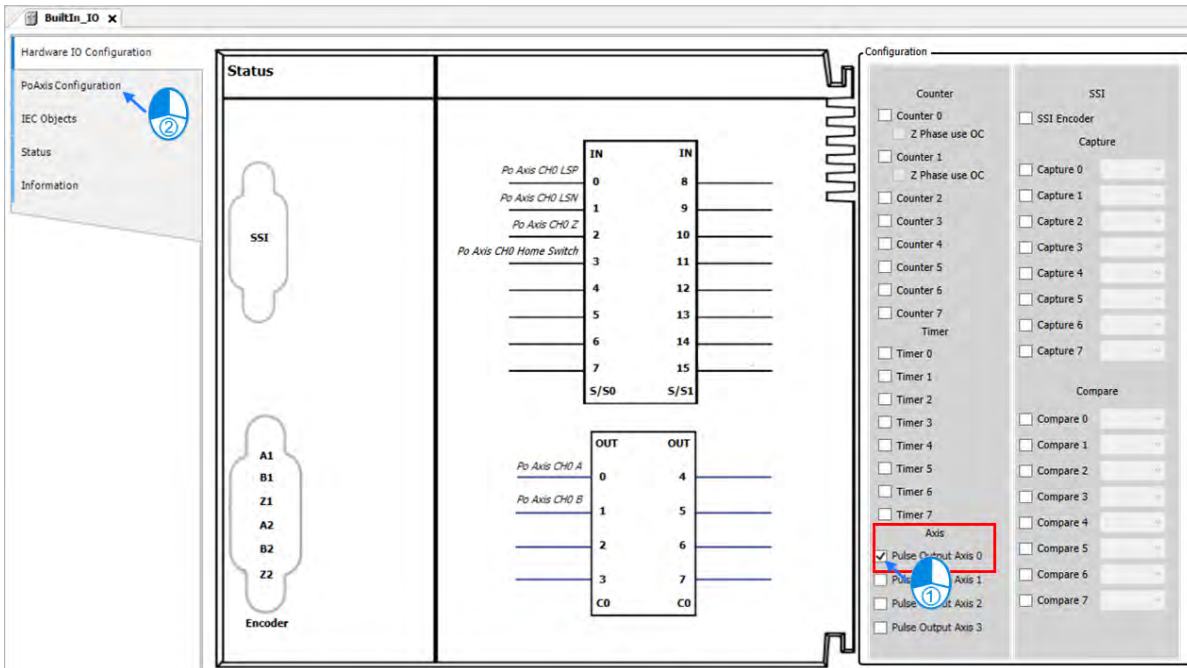 BuiltIn_IO x
Hardware IO Configuration
PoAxis Configuration
②
IEC Objects
Status
Information
Status
SSI
A1
B1
Z1
A2
B2
Z2
Encoder
IN IN
Po Axis CH0 LSP 0 8
Po Axis CH0 LSN 1 9
Po Axis CH0 Z 2 10
Po Axis CH0 Home Switch 3 11
4 12
5 13
6 14
7 15
S/S0 S/S1
OUT OUT
Po Axis CH0 A 0 4
Po Axis CH0 B 1 5
2 6
3 7
C0 C0
Configuration
Counter
Counter 0
Z Phase use OC
Counter 1
Z Phase use OC
Counter 2
Counter 3
Counter 4
Counter 5
Counter 6
Counter 7
Timer
Timer 0
Timer 1
Timer 2
Timer 3
Timer 4
Timer 5
Timer 6
Timer 7
Axis
Pulse Output Axis 0
①
Axis 1
Axis 2
Pulse Output Axis 3
SSI
SSI Encoder
Capture
Capture 0
Capture 1
Capture 2
Capture 3
Capture 4
Capture 5
Capture 6
Capture 7
Compare
Compare 0
Compare 1
Compare 2
Compare 3
Compare 4
Compare 5
Compare 6
Compare 7